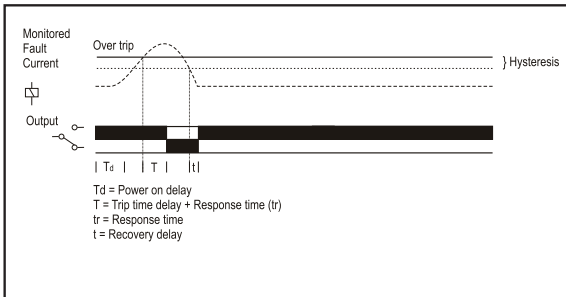 Monitored
Fault
Current
Over trip
} Hysteresis
Output
Td
T
t
Td = Power on delay
T = Trip time delay + Response time (tr)
tr = Response time
t = Recovery delay